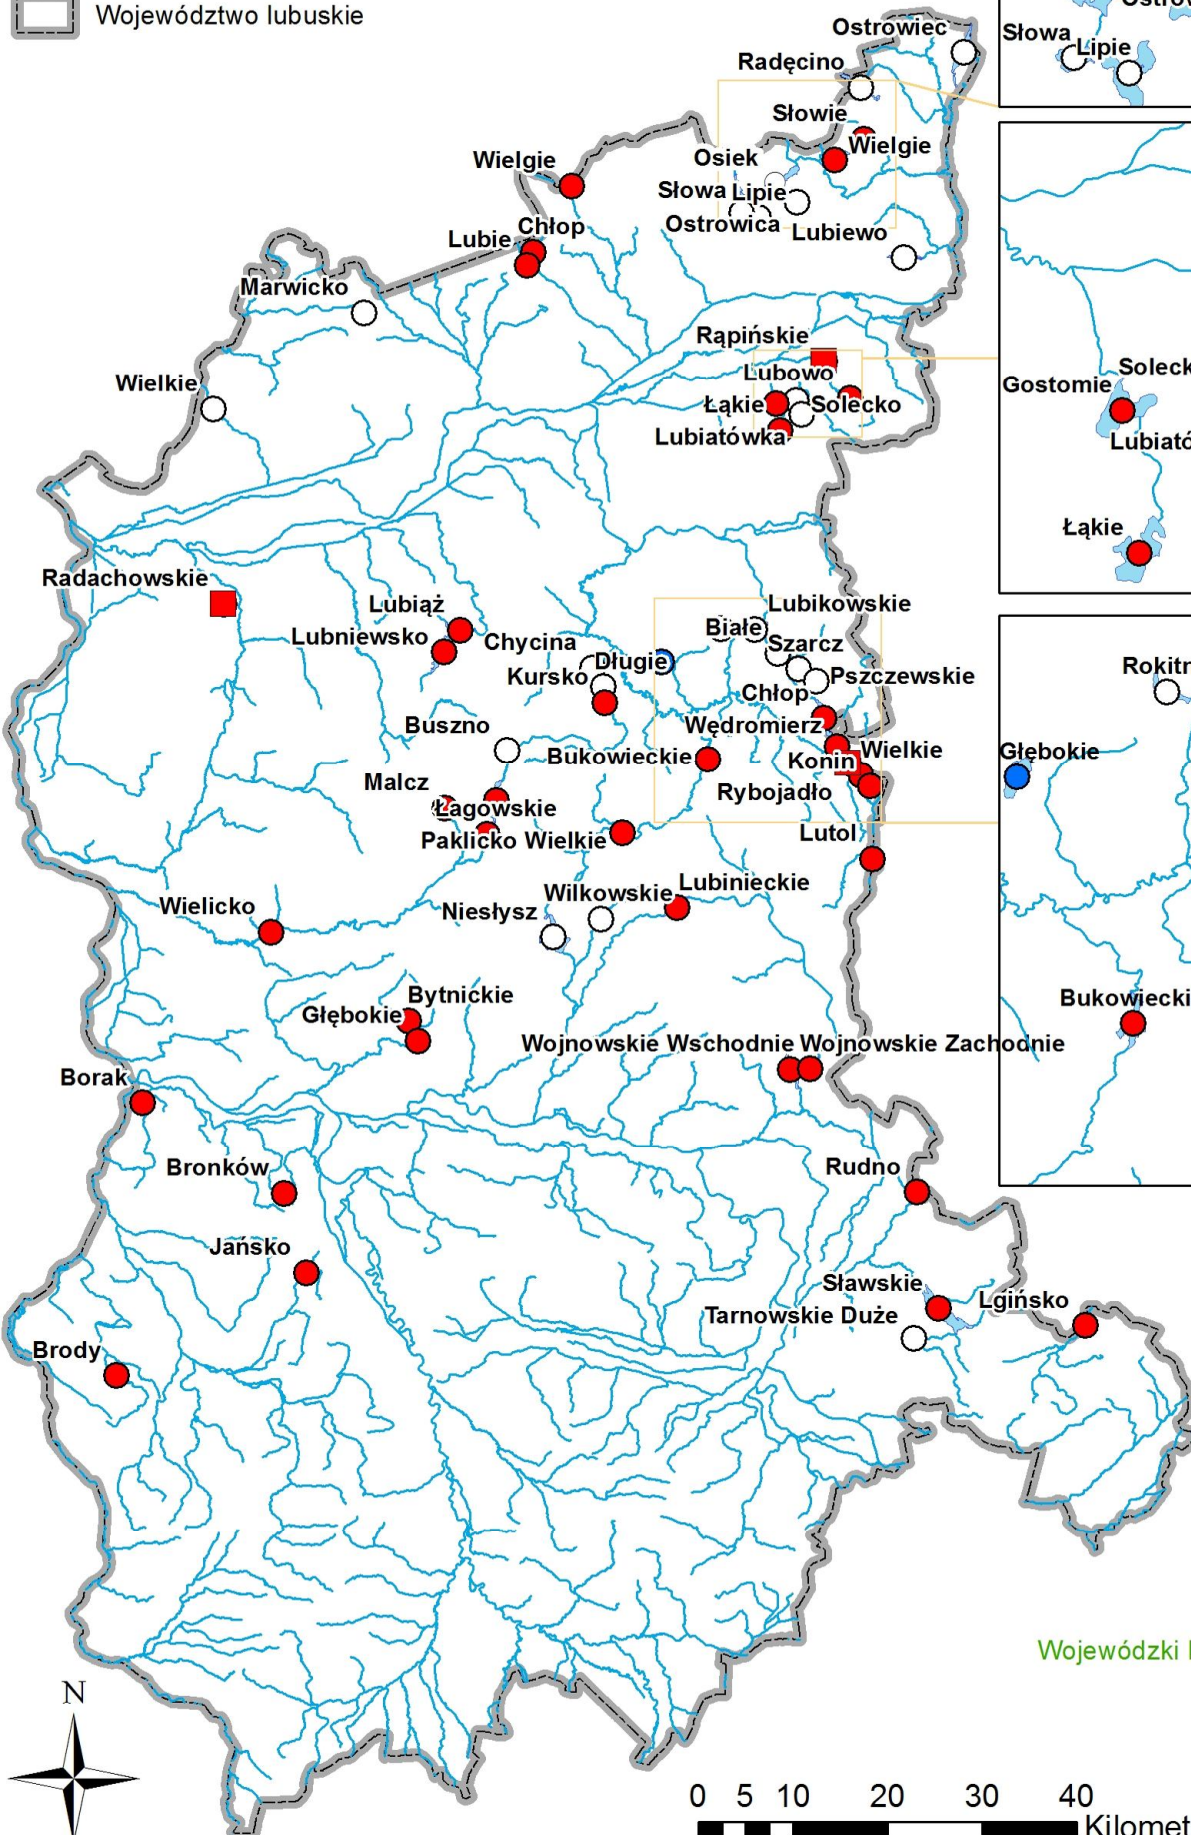 Województwo lubuskie
Ostrowiec
Radęcino
Słowie
Wielgie
Osiek
Wielgie
Słowa
Lipie
Ostrowica
Lubiewo
Chłop
Lubie
Marwicko
Rąpińskie
Lubowo
Wielkie
Łąkie
Solecko
Lubiatówka
Radachowskie
Lubiąż
Lubikowskie
Lubniewsko
Białe
Chycina
Szarcz
Długie
Kursko
Pszczewskie
Chłop
Buszno
Wędromierz
Bukowieckie
Konin
Wielkie
Malcz
Rybojadło
Łagowskie
Lutol
Paklicko Wielkie
Lubinieckie
Wilkowskie
Wielicko
Niesłysz
Bytnickie
Głębokie
Wojnowskie Wschodnie
Wojnowskie Zachodnie
Borak
Bronków
Rudno
Jańsko
Sławskie
Lgińsko
Tarnowskie Duże
Brody
Słowa
Lipie
Soleck
Gostomie
Lubiató
Łąkie
Rokitn
Głębokie
Bukowiecki
Wojewódzki
N
0 5 10 20 30 40
Kilomet